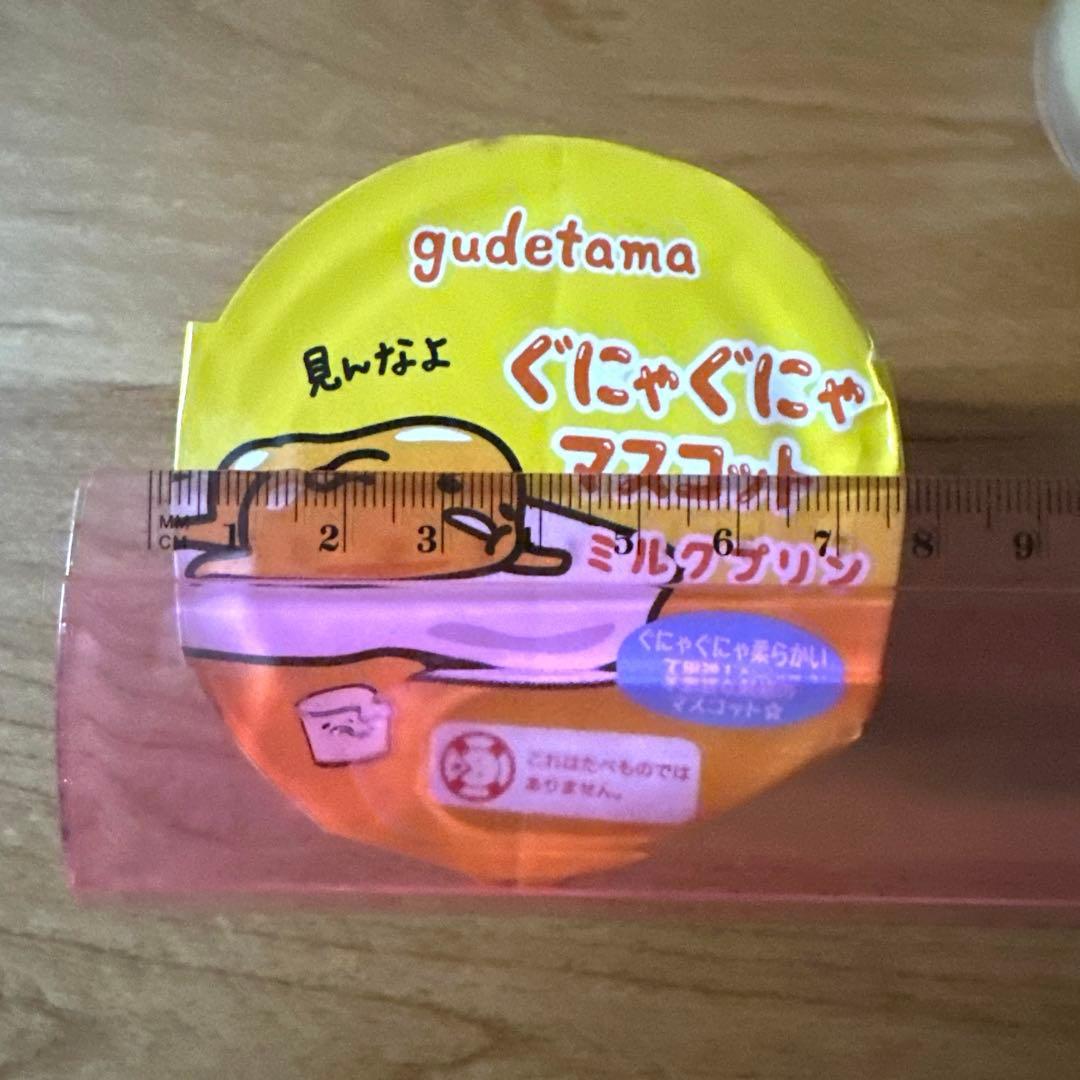 gudetama
見んなよ
ぐにゃぐにゃ
マスコット
MM
CM
1 2 3 4 5 6 7 8 9
ミルクプリン
ぐにゃぐにゃ柔らかい
マスコット☆
これはたべものでは
ありません。